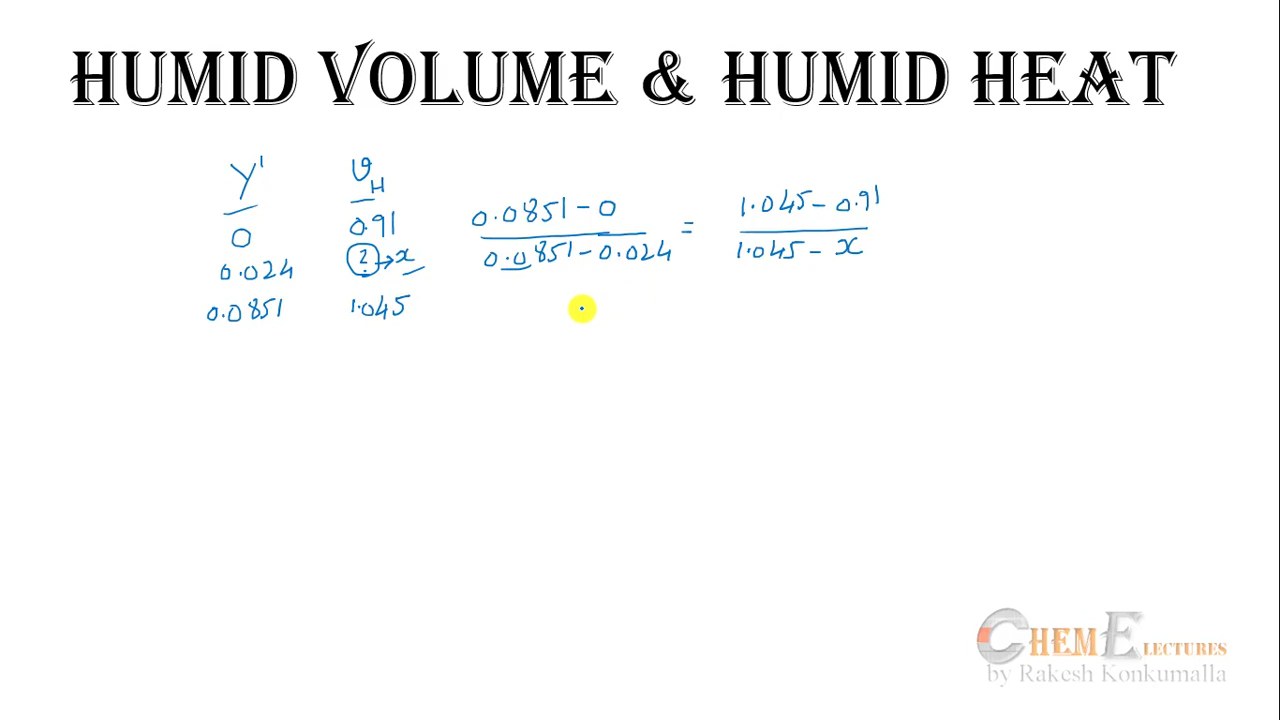 HUMID VOLUME & HUMID HEAT
Y' υH
0 0.91
0.024 ? → x
0.0851 1.045
0.0851 - 0 / 0.0851 - 0.024 = 1.045 - 0.91 / 1.045 - x
CHEME LECTURES
by Rakesh Konkumalla